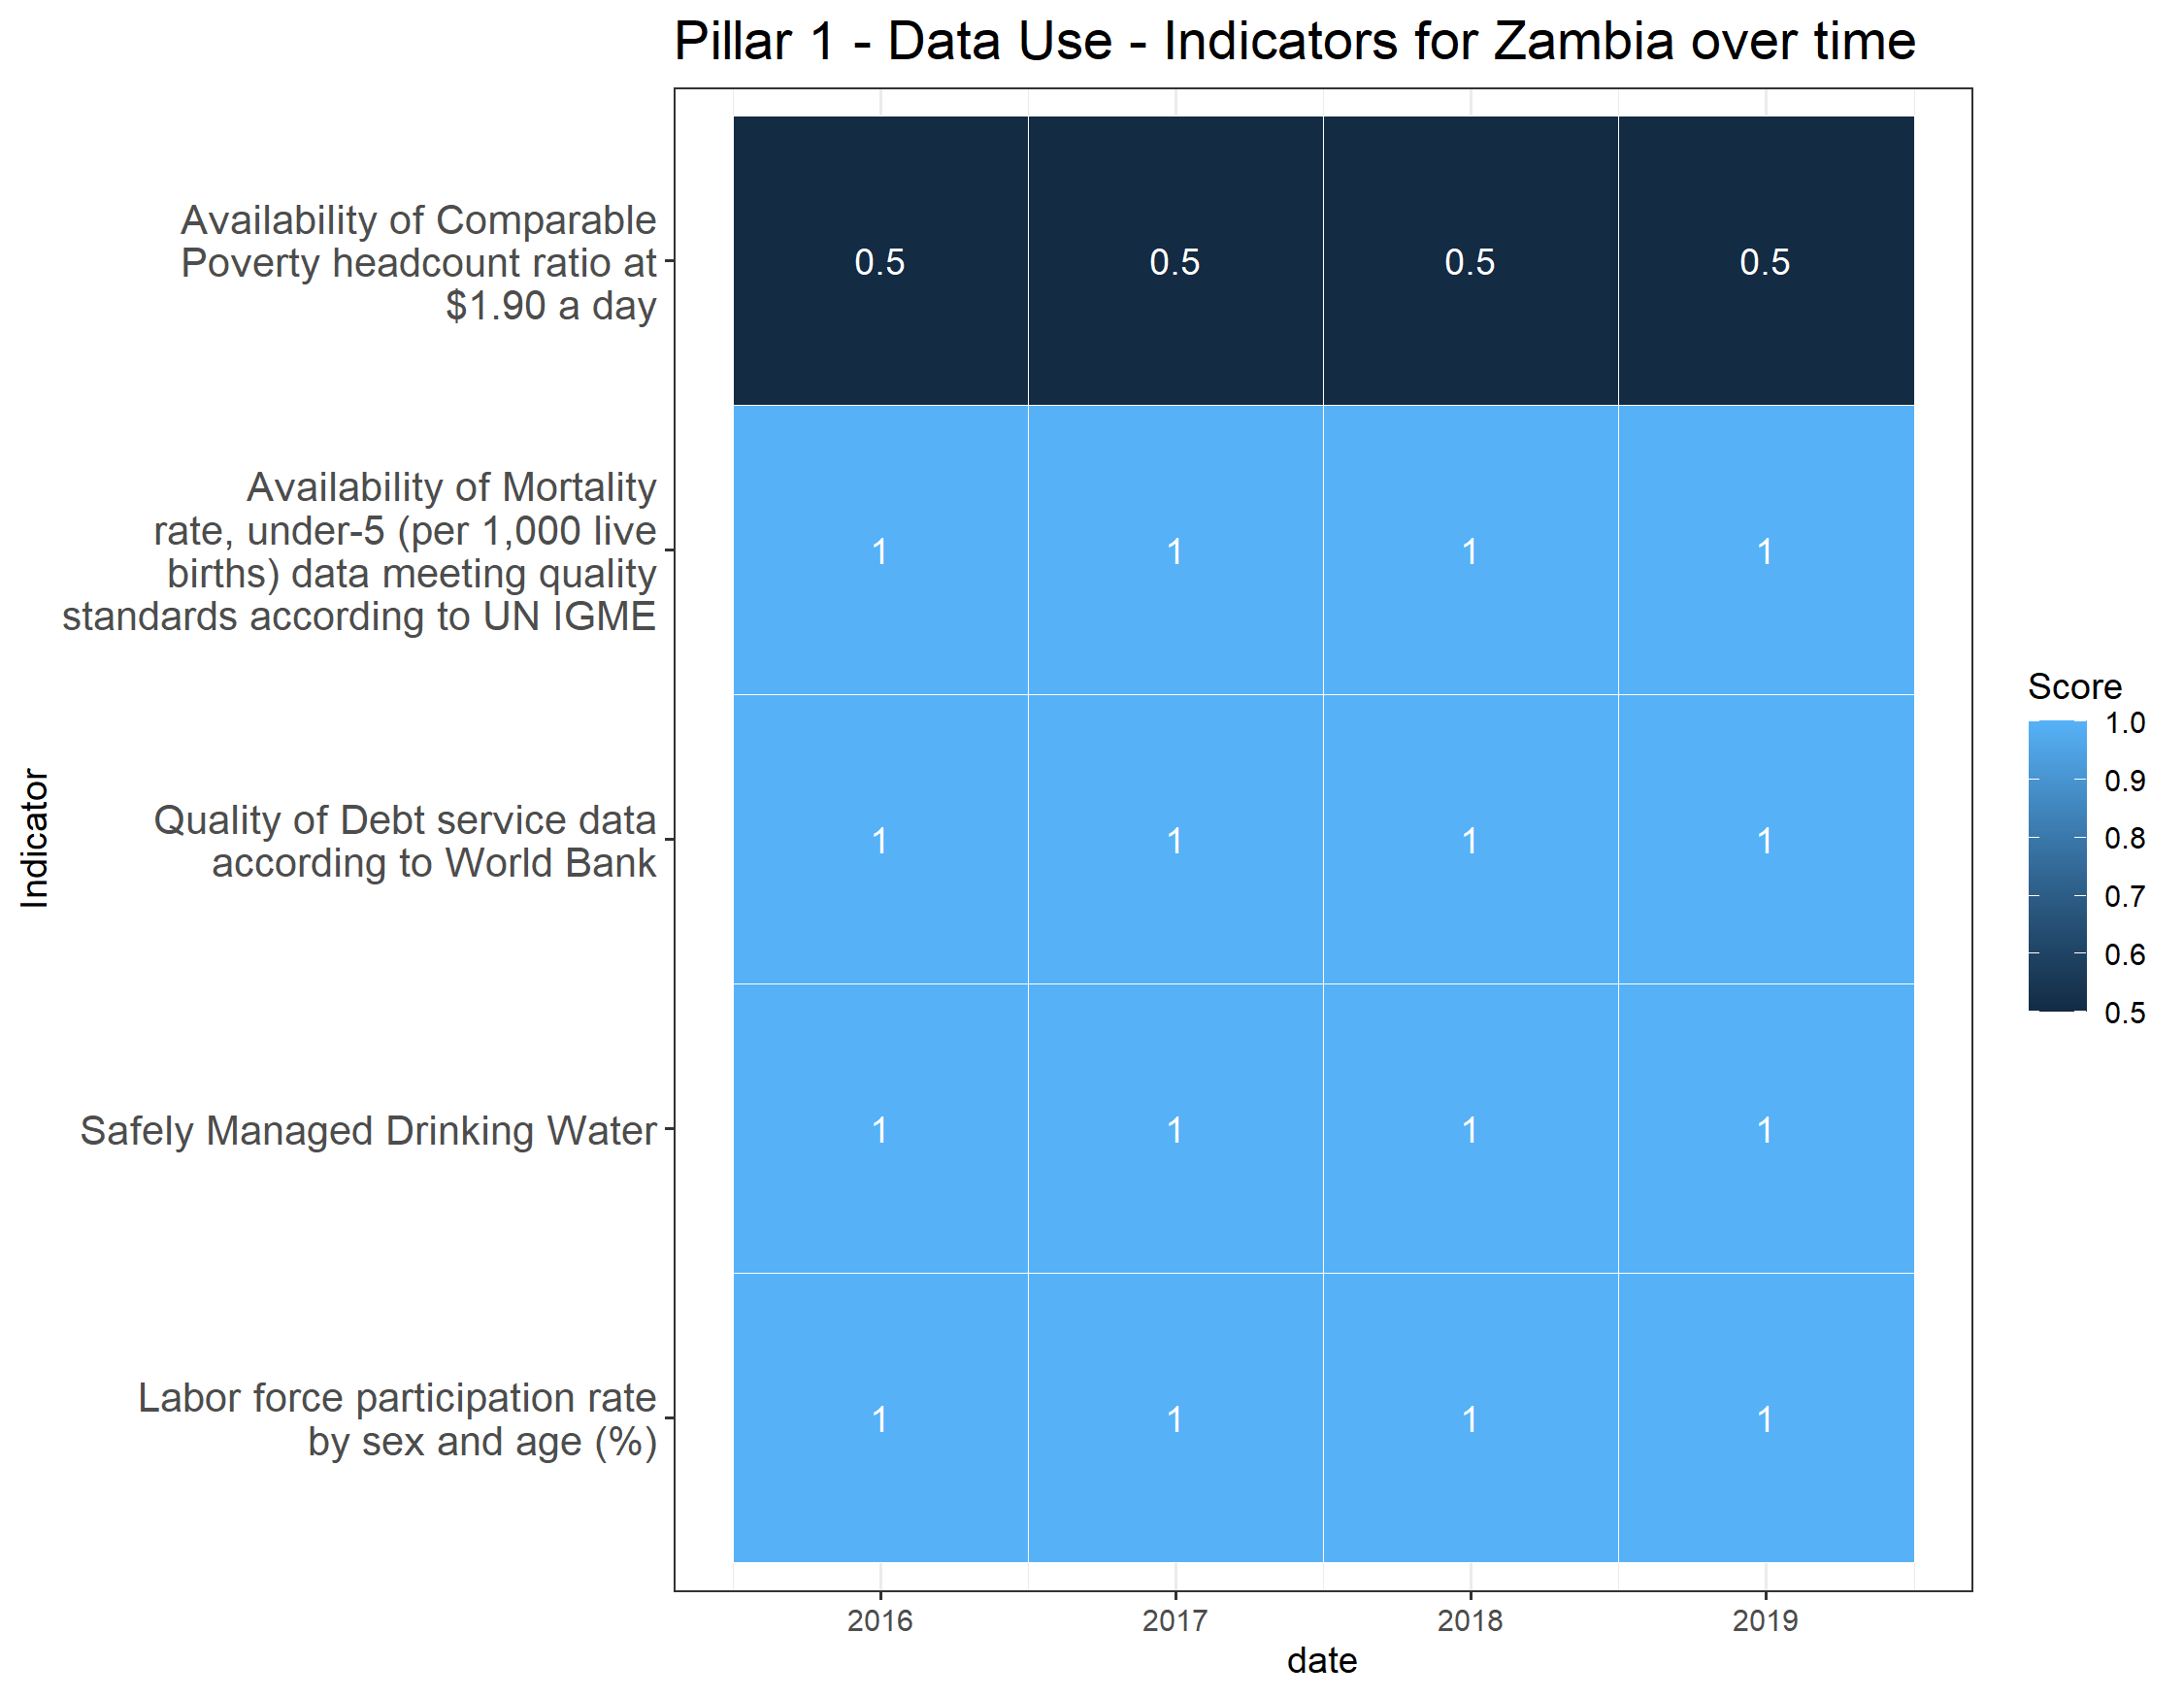 Pillar 1 - Data Use - Indicators for Zambia over time
Availability of Comparable
Poverty headcount ratio at
$1.90 a day
0.5 0.5 0.5 0.5
Availability of Mortality
rate, under-5 (per 1,000 live
births) data meeting quality
standards according to UN IGME
1 1 1 1
Quality of Debt service data
according to World Bank
1 1 1 1
Safely Managed Drinking Water
1 1 1 1
Labor force participation rate
by sex and age (%)
1 1 1 1
Indicator
2016 2017 2018 2019
date
Score
1.0
0.9
0.8
0.7
0.6
0.5